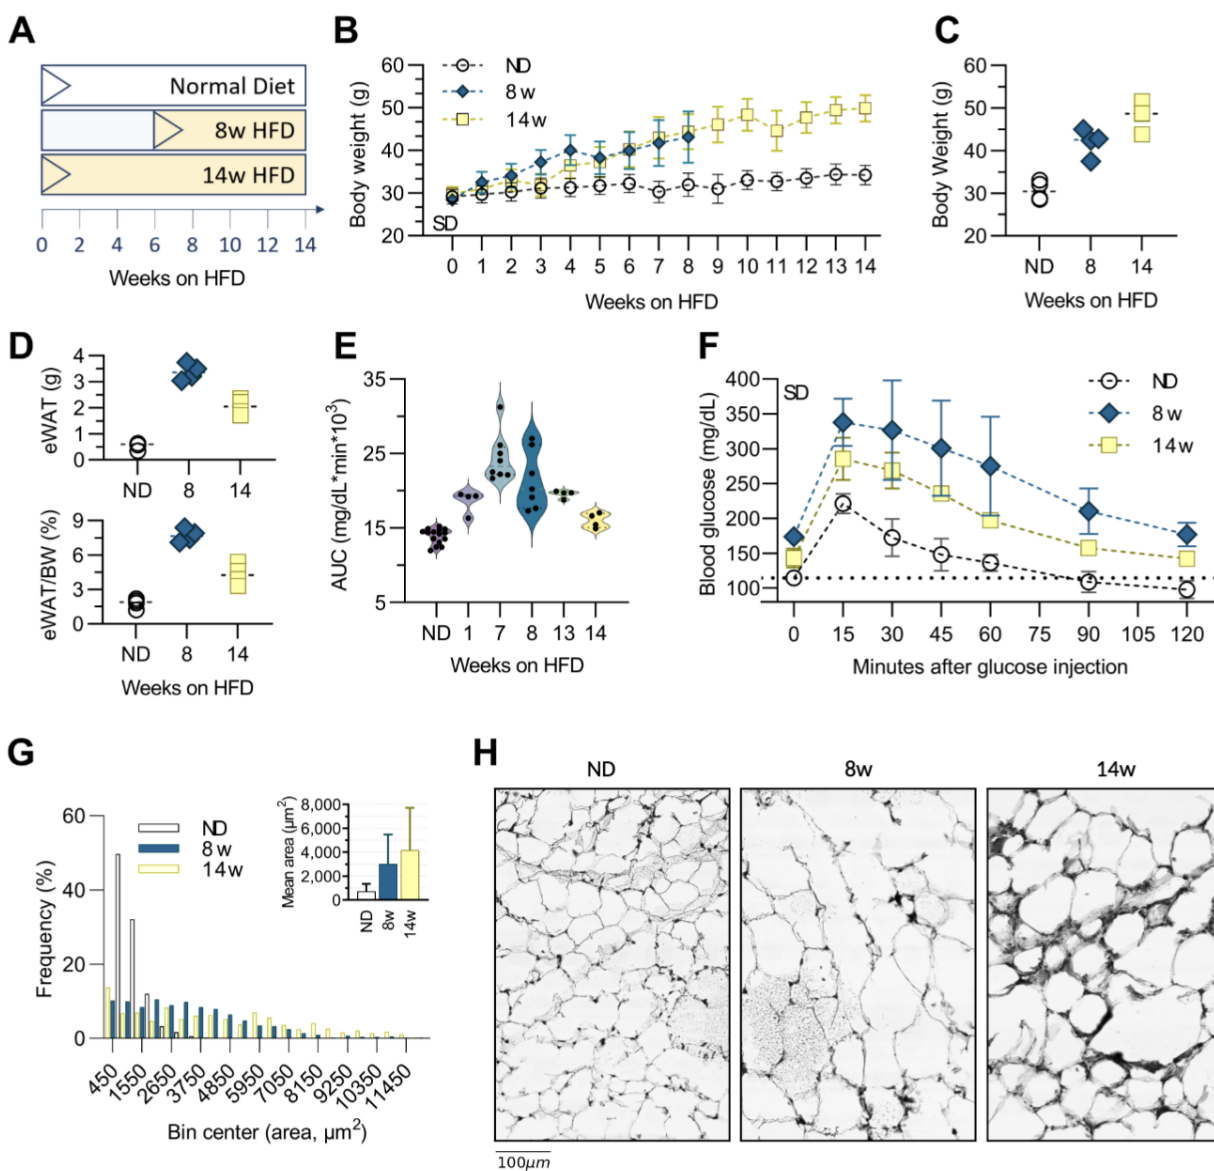 A
Normal Diet
8w HFD
14w HFD
0 2 4 6 8 10 12 14
Weeks on HFD
B
Body weight (g)
60
50
40
30
20
ND
8w
14w
SD
0 1 2 3 4 5 6 7 8 9 10 11 12 13 14
Weeks on HFD
C
Body Weight (g)
60
50
40
30
20
ND 8 14
Weeks on HFD
D
eWAT (g)
4
3
2
1
0
ND 8 14
eWAT/BW (%)
9
6
3
0
ND 8 14
Weeks on HFD
E
AUC (mg/dL*min*10³)
35
25
15
5
ND 1 7 8 13 14
Weeks on HFD
F
Blood glucose (mg/dL)
400
350
300
250
200
150
100
SD
ND
8w
14w
0 15 30 45 60 75 90 105 120
Minutes after glucose injection
G
Frequency (%)
60
40
20
0
ND
8w
14w
Mean area (µm²)
8,000
6,000
4,000
2,000
0
ND 8w 14w
450 1550 2650 3750 4850 5950 7050 8150 9250 10350 11450
Bin center (area, µm²)
H
ND 8w 14w
100µm